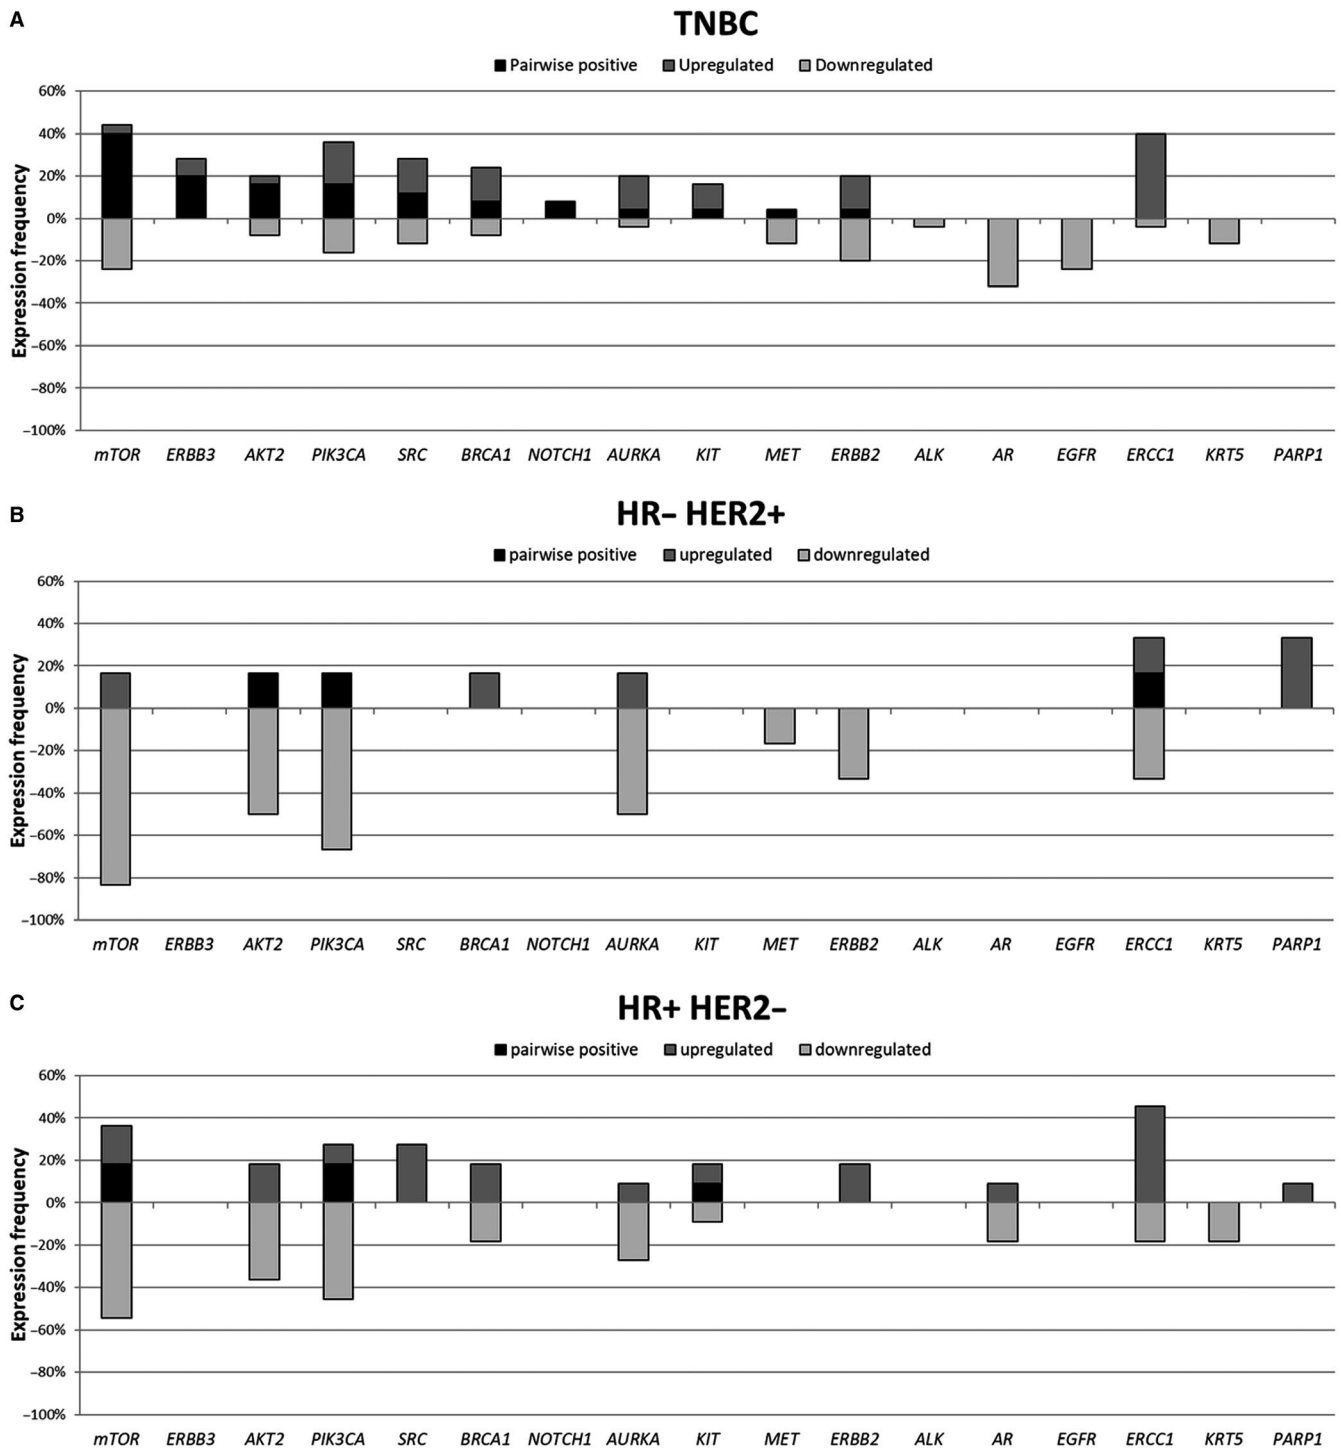 A
TNBC
Pairwise positive Upregulated Downregulated
Expression frequency
60%
40%
20%
0%
–20%
–40%
–60%
–80%
–100%
mTOR ERBB3 AKT2 PIK3CA SRC BRCA1 NOTCH1 AURKA KIT MET ERBB2 ALK AR EGFR ERCC1 KRT5 PARP1
B
HR– HER2+
pairwise positive upregulated downregulated
Expression frequency
60%
40%
20%
0%
–20%
–40%
–60%
–80%
–100%
mTOR ERBB3 AKT2 PIK3CA SRC BRCA1 NOTCH1 AURKA KIT MET ERBB2 ALK AR EGFR ERCC1 KRT5 PARP1
C
HR+ HER2–
pairwise positive upregulated downregulated
Expression frequency
60%
40%
20%
0%
–20%
–40%
–60%
–80%
–100%
mTOR ERBB3 AKT2 PIK3CA SRC BRCA1 NOTCH1 AURKA KIT MET ERBB2 ALK AR EGFR ERCC1 KRT5 PARP1